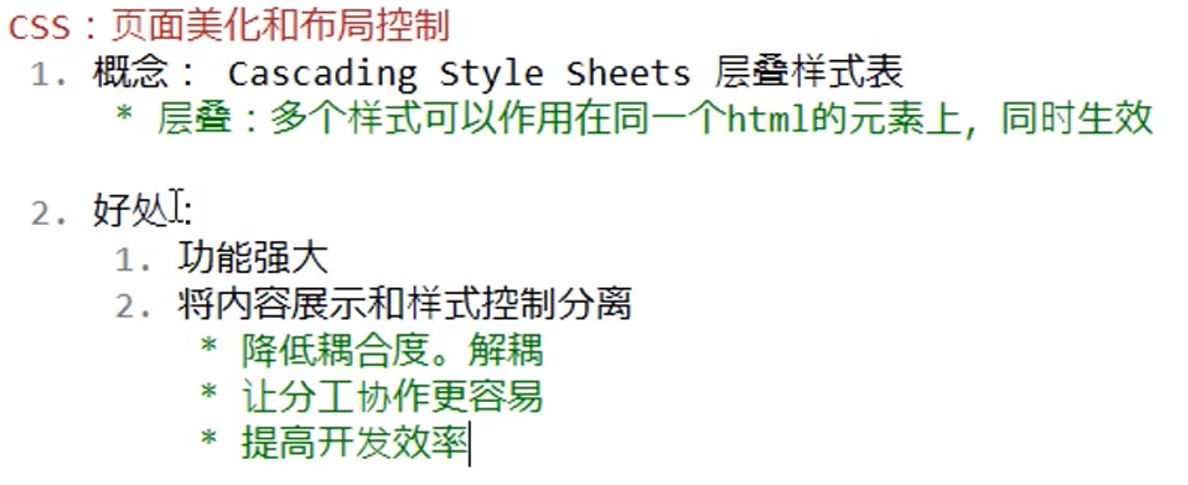 CSS：页面美化和布局控制
1. 概念： Cascading Style Sheets 层叠样式表
* 层叠：多个样式可以作用在同一个html的元素上，同时生效
2. 好处：
1. 功能强大
2. 将内容展示和样式控制分离
* 降低耦合度。解耦
* 让分工协作更容易
* 提高开发效率